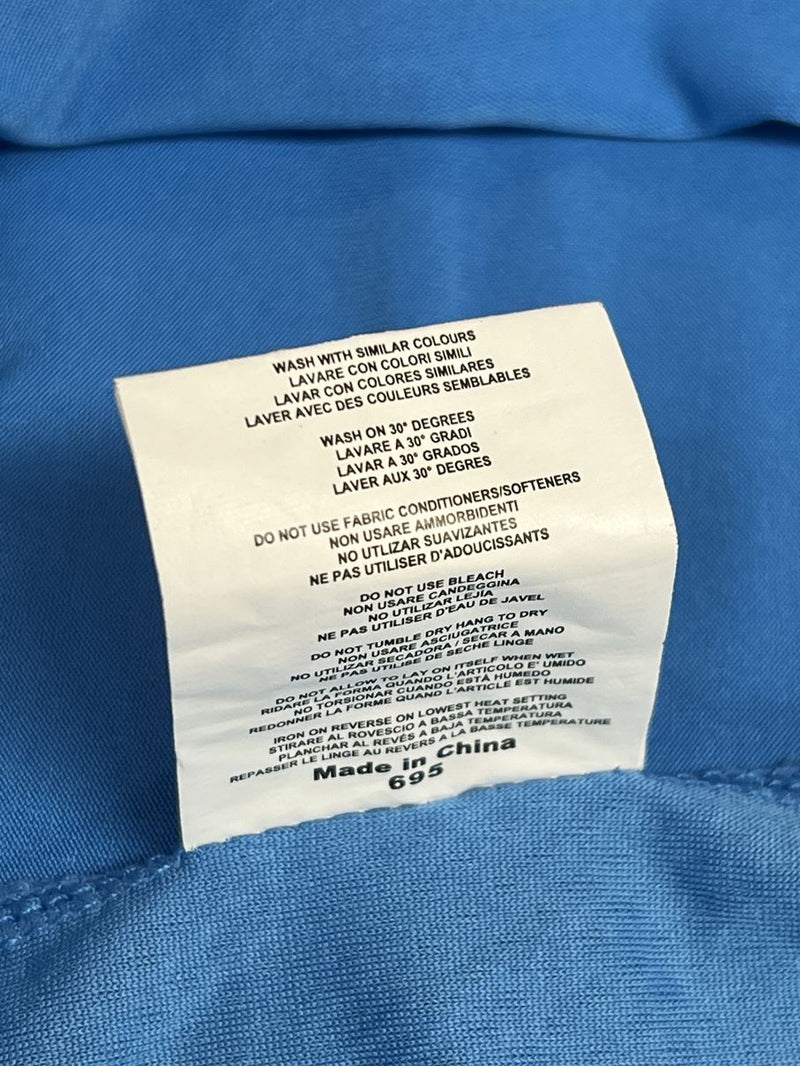 WASH WITH SIMILAR COLOURS
LAVARE CON COLORI SIMILI
LAVAR CON COLORES SIMILARES
LAVER AVEC DES COULEURS SEMBLABLES
WASH ON 30° DEGREES
LAVARE A 30° GRADI
LAVAR A 30° GRADOS
LAVER AUX 30° DEGRES
DO NOT USE FABRIC CONDITIONERS/SOFTENERS
NON USARE AMMORBIDENTI
NO UTLIZAR SUAVIZANTES
NE PAS UTILISER D'ADOUCISSANTS
DO NOT USE BLEACH
NON USARE CANDEGGINA
NO UTILIZAR LEJÍA
NE PAS UTILISER D'EAU DE JAVEL
DO NOT TUMBLE DRY HANG TO DRY
NON USARE ASCIUGATRICE
NO UTILIZAR SECADORA / SECAR A MANO
NE PAS UTILISE DE SECHE LINGE
DO NOT ALLOW TO LAY ON ITSELF WHEN WET
RIDARE LA FORMA QUANDO L'ARTICOLO E' UMIDO
NO TORSIONAR CUANDO ESTÁ HUMEDO
REDONNER LA FORME QUAND L'ARTICLE EST HUMIDE
IRON ON REVERSE ON LOWEST HEAT SETTING
STIRARE AL ROVESCIO A BASSA TEMPERATURA
PLANCHAR AL REVÉS A BAJA TEMPERATURA
REPASSER LE LINGE AU REVERS A LA BASSE TEMPERATURE
Made in China
695